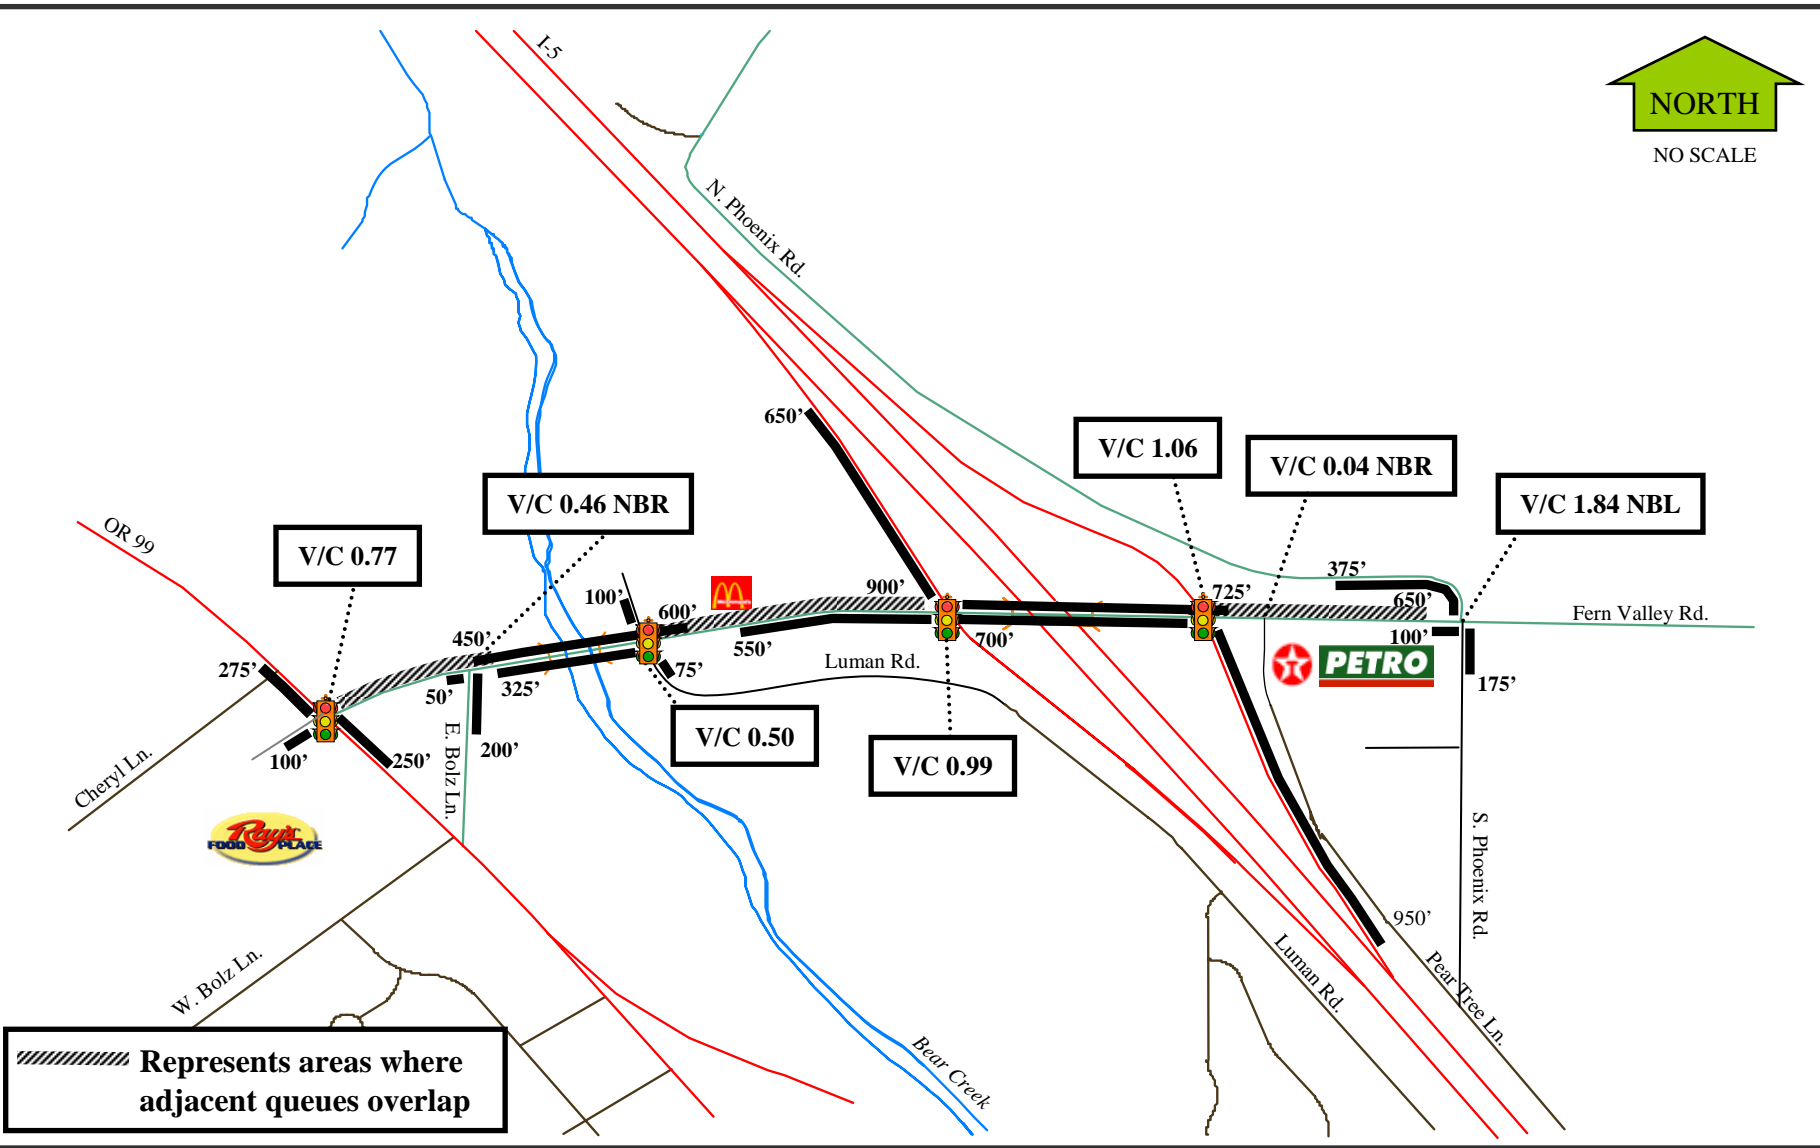 I-5
NORTH
NO SCALE
N. Phoenix Rd.
650’
V/C 1.06
V/C 0.04 NBR
V/C 1.84 NBL
V/C 0.46 NBR
OR 99
V/C 0.77
375’
900’
725’
100’
600’
650’
Fern Valley Rd.
450’
550’
700’
100’
275’
50’
325’
75’
Luman Rd.
PETRO
175’
100’
250’
E. Bolz Ln.
200’
V/C 0.50
V/C 0.99
Cheryl Ln.
Ray's
FOOD PLACE
S. Phoenix Rd.
950’
W. Bolz Ln.
Luman Rd.
Pear Tree Ln.
Bear Creek
Represents areas where
adjacent queues overlap